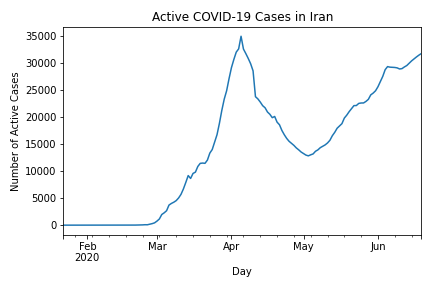 Active COVID-19 Cases in Iran
Number of Active Cases
35000
30000
25000
20000
15000
10000
5000
0
Feb Mar Apr May Jun
2020
Day